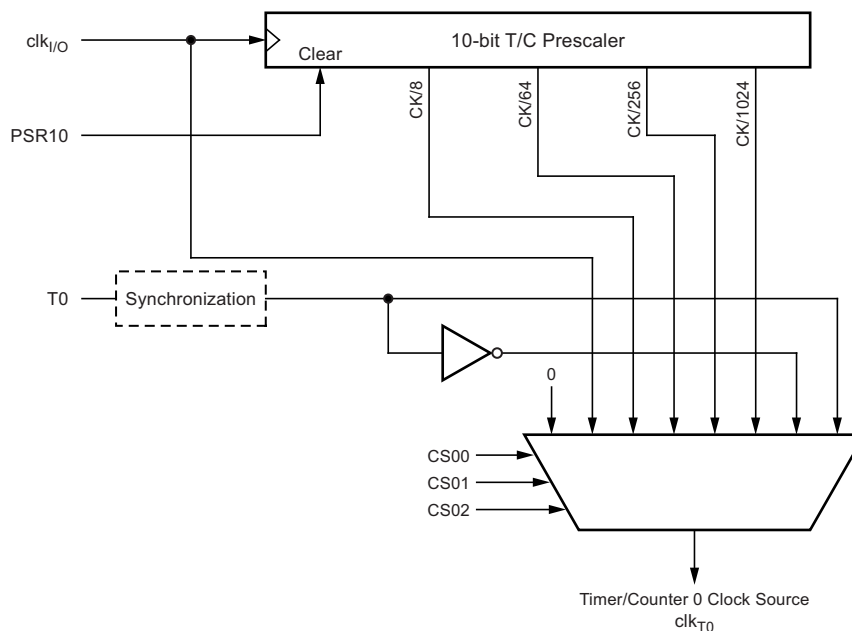 clkI/O
10-bit T/C Prescaler
Clear
CK/8
CK/64
CK/256
CK/1024
PSR10
T0
Synchronization
0
CS00
CS01
CS02
Timer/Counter 0 Clock Source
clkT0